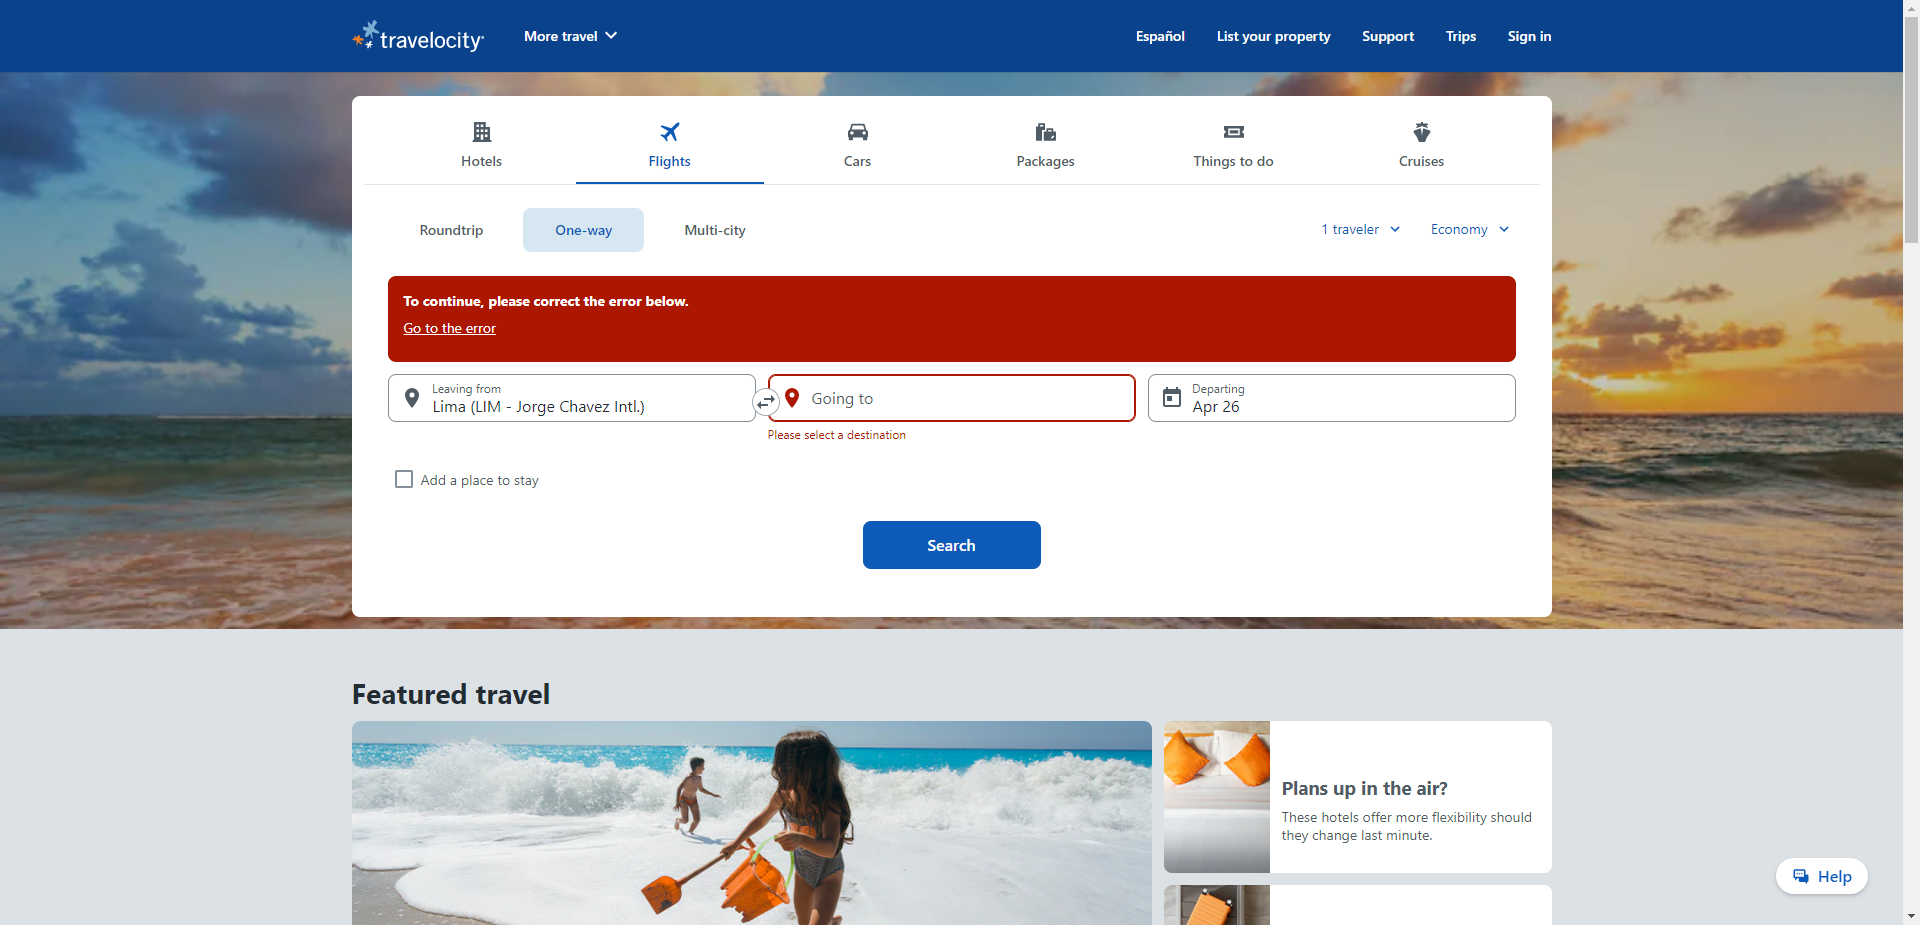 travelocity
More travel
Español
List your property
Support
Trips
Sign in
Hotels
Flights
Cars
Packages
Things to do
Cruises
Roundtrip
One-way
Multi-city
1 traveler
Economy
To continue, please correct the error below.
Go to the error
Leaving from
Lima (LIM - Jorge Chavez Intl.)
Going to
Please select a destination
Departing
Apr 26
Add a place to stay
Search
Featured travel
Plans up in the air?
These hotels offer more flexibility should
they change last minute.
Help